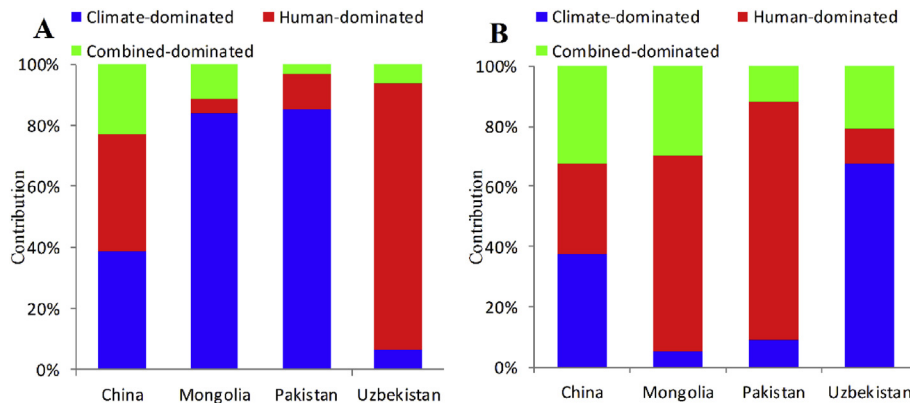 A
Climate-dominated Human-dominated
Combined-dominated
100%
80%
60%
40%
20%
0%
Contribution
China Mongolia Pakistan Uzbekistan
B
Climate-dominated Human-dominated
Combined-dominated
100%
80%
60%
40%
20%
0%
Contribution
China Mongolia Pakistan Uzbekistan